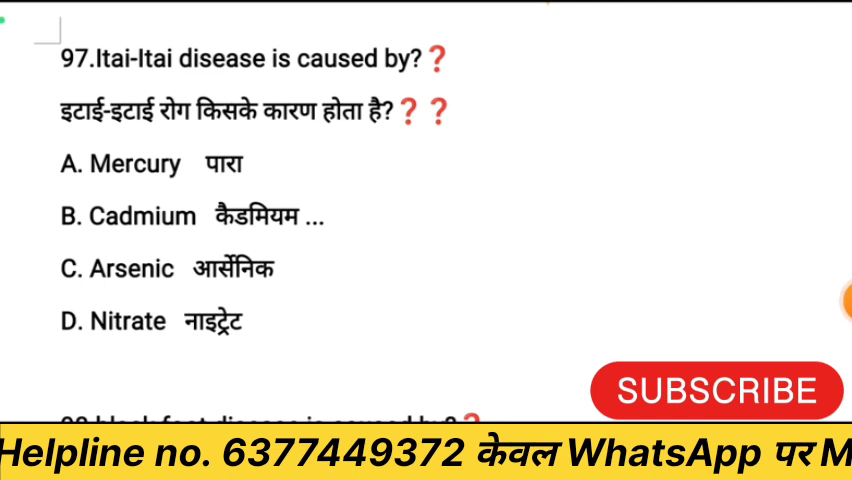 97.Itai-Itai disease is caused by?❓
इटाई-इटाई रोग किसके कारण होता है?❓❓
A. Mercury पारा
B. Cadmium कैडमियम ...
C. Arsenic आर्सेनिक
D. Nitrate नाइट्रेट
SUBSCRIBE
Helpline no. 6377449372 केवल WhatsApp पर